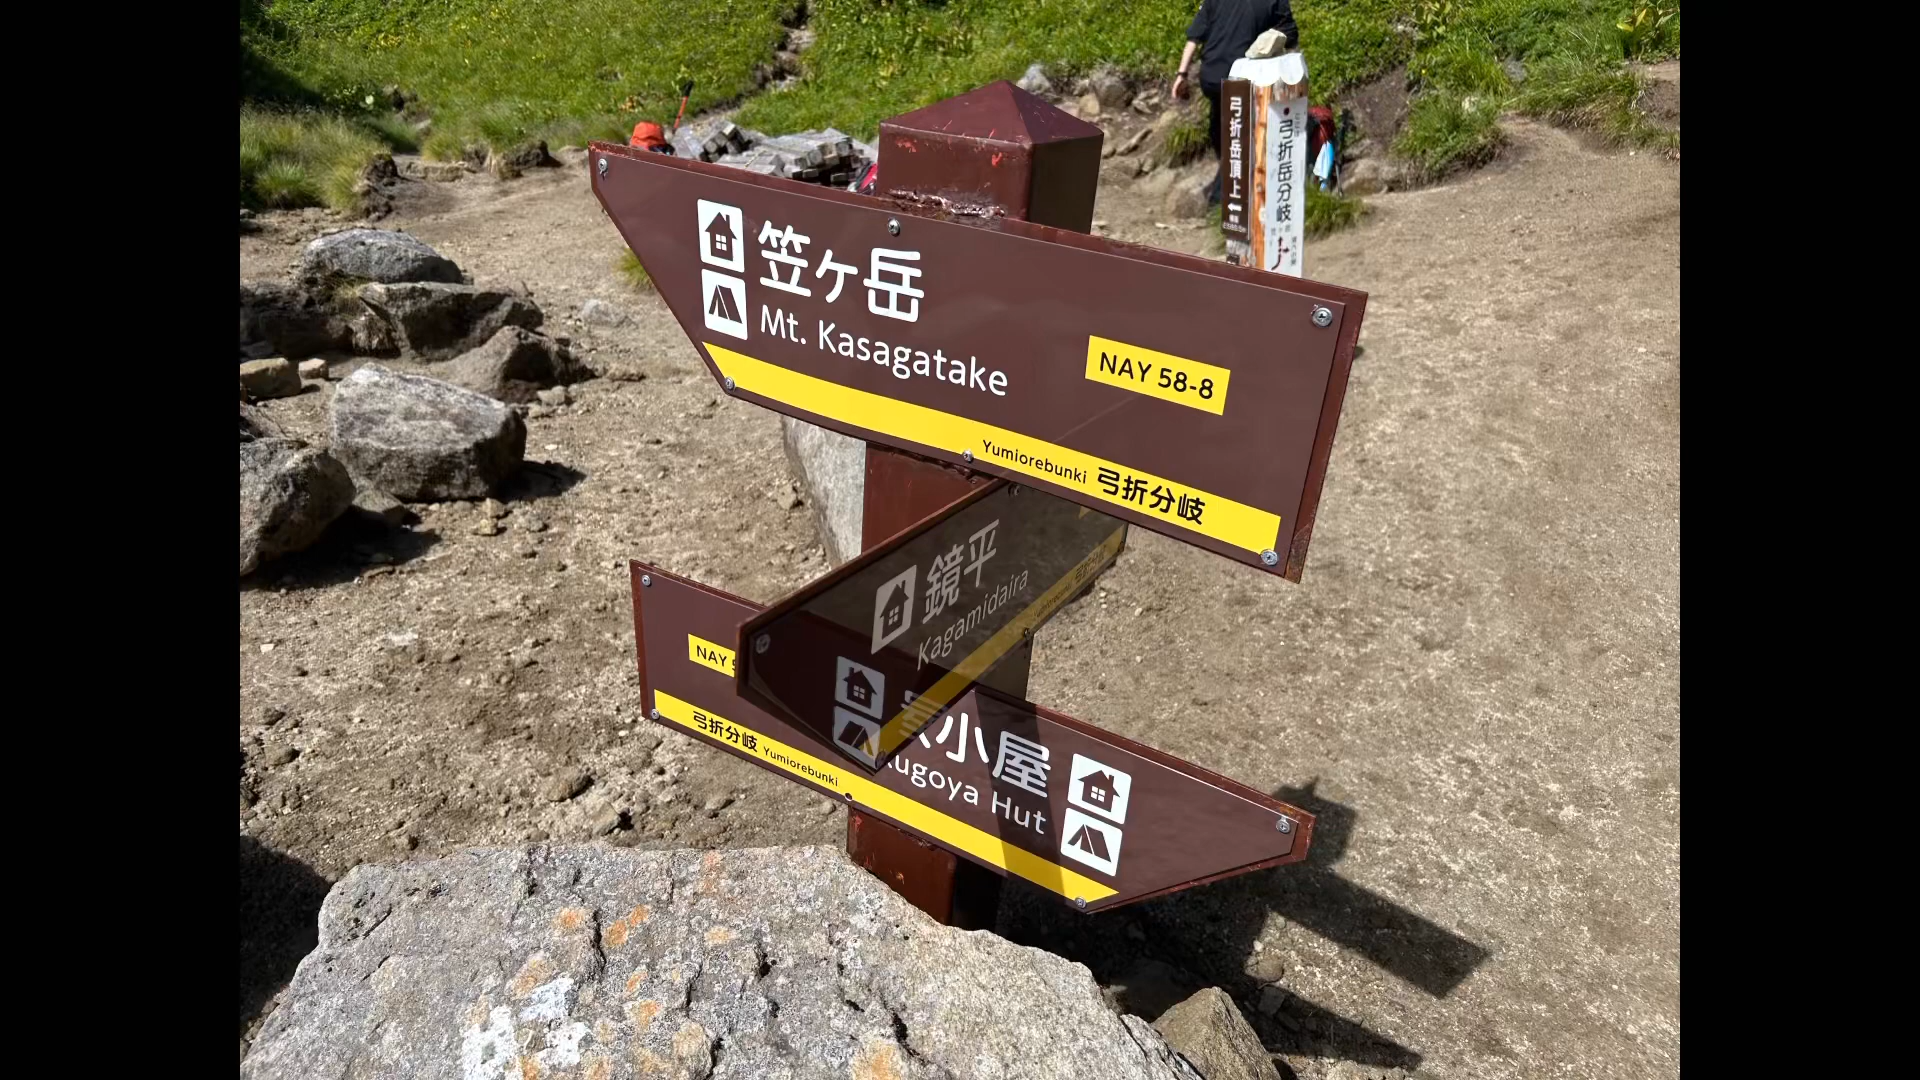 笠ヶ岳
Mt. Kasagatake
NAY 58-8
Yumiorebunki 弓折分岐
鏡平
Kagamidaira
NAY
小屋
Hut
弓折分岐 Yumiorebunki
弓折岳頂上
弓折岳分岐